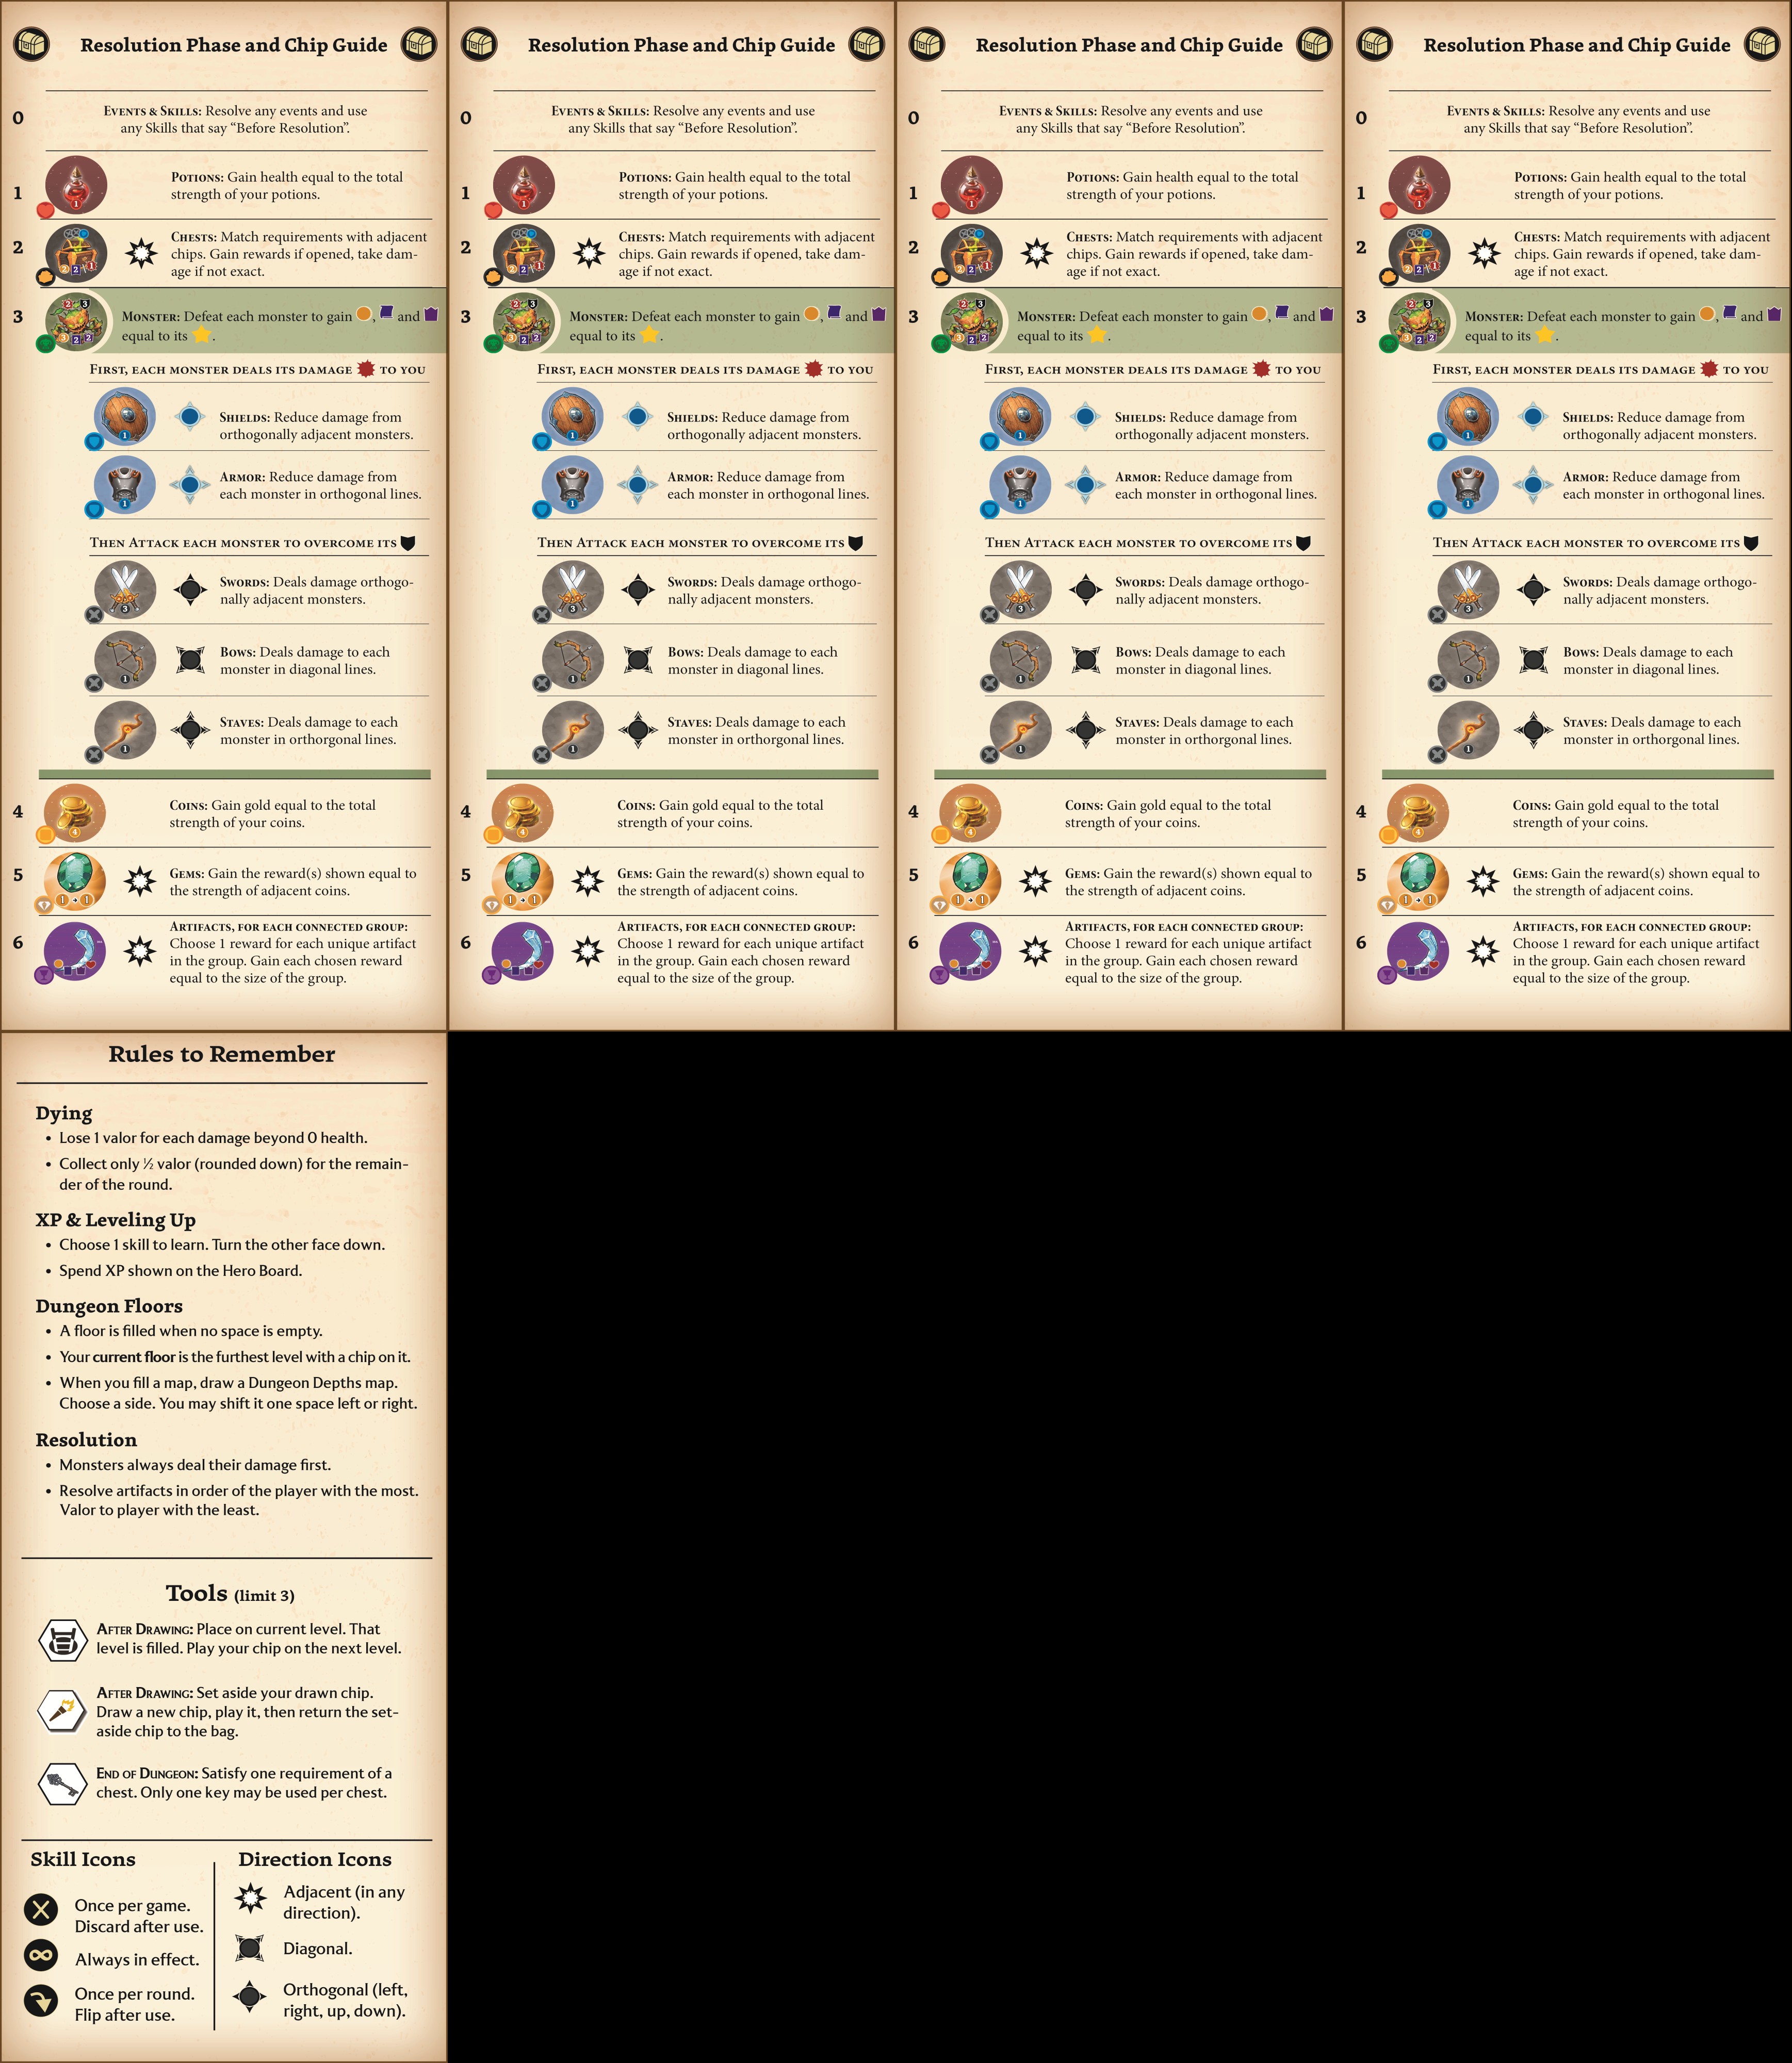 Resolution Phase and Chip Guide
0
Events & Skills: Resolve any events and use
any Skills that say “Before Resolution”.
1
Potions: Gain health equal to the total
strength of your potions.
2
Chests: Match requirements with adjacent
chips. Gain rewards if opened, take dam-
age if not exact.
3
Monster: Defeat each monster to gain , and
equal to its .
First, each monster deals its damage to you
Shields: Reduce damage from
orthogonally adjacent monsters.
Armor: Reduce damage from
each monster in orthogonal lines.
Then Attack each monster to overcome its
Swords: Deals damage orthogo-
nally adjacent monsters.
Bows: Deals damage to each
monster in diagonal lines.
Staves: Deals damage to each
monster in orthorgonal lines.
4
Coins: Gain gold equal to the total
strength of your coins.
5
Gems: Gain the reward(s) shown equal to
the strength of adjacent coins.
6
Artifacts, for each connected group:
Choose 1 reward for each unique artifact
in the group. Gain each chosen reward
equal to the size of the group.
Resolution Phase and Chip Guide
0
Events & Skills: Resolve any events and use
any Skills that say “Before Resolution”.
1
Potions: Gain health equal to the total
strength of your potions.
2
Chests: Match requirements with adjacent
chips. Gain rewards if opened, take dam-
age if not exact.
3
Monster: Defeat each monster to gain , and
equal to its .
First, each monster deals its damage to you
Shields: Reduce damage from
orthogonally adjacent monsters.
Armor: Reduce damage from
each monster in orthogonal lines.
Then Attack each monster to overcome its
Swords: Deals damage orthogo-
nally adjacent monsters.
Bows: Deals damage to each
monster in diagonal lines.
Staves: Deals damage to each
monster in orthorgonal lines.
4
Coins: Gain gold equal to the total
strength of your coins.
5
Gems: Gain the reward(s) shown equal to
the strength of adjacent coins.
6
Artifacts, for each connected group:
Choose 1 reward for each unique artifact
in the group. Gain each chosen reward
equal to the size of the group.
Resolution Phase and Chip Guide
0
Events & Skills: Resolve any events and use
any Skills that say “Before Resolution”.
1
Potions: Gain health equal to the total
strength of your potions.
2
Chests: Match requirements with adjacent
chips. Gain rewards if opened, take dam-
age if not exact.
3
Monster: Defeat each monster to gain , and
equal to its .
First, each monster deals its damage to you
Shields: Reduce damage from
orthogonally adjacent monsters.
Armor: Reduce damage from
each monster in orthogonal lines.
Then Attack each monster to overcome its
Swords: Deals damage orthogo-
nally adjacent monsters.
Bows: Deals damage to each
monster in diagonal lines.
Staves: Deals damage to each
monster in orthorgonal lines.
4
Coins: Gain gold equal to the total
strength of your coins.
5
Gems: Gain the reward(s) shown equal to
the strength of adjacent coins.
6
Artifacts, for each connected group:
Choose 1 reward for each unique artifact
in the group. Gain each chosen reward
equal to the size of the group.
Resolution Phase and Chip Guide
0
Events & Skills: Resolve any events and use
any Skills that say “Before Resolution”.
1
Potions: Gain health equal to the total
strength of your potions.
2
Chests: Match requirements with adjacent
chips. Gain rewards if opened, take dam-
age if not exact.
3
Monster: Defeat each monster to gain , and
equal to its .
First, each monster deals its damage to you
Shields: Reduce damage from
orthogonally adjacent monsters.
Armor: Reduce damage from
each monster in orthogonal lines.
Then Attack each monster to overcome its
Swords: Deals damage orthogo-
nally adjacent monsters.
Bows: Deals damage to each
monster in diagonal lines.
Staves: Deals damage to each
monster in orthorgonal lines.
4
Coins: Gain gold equal to the total
strength of your coins.
5
Gems: Gain the reward(s) shown equal to
the strength of adjacent coins.
6
Artifacts, for each connected group:
Choose 1 reward for each unique artifact
in the group. Gain each chosen reward
equal to the size of the group.
Rules to Remember
Dying
• Lose 1 valor for each damage beyond 0 health.
• Collect only ½ valor (rounded down) for the remain-
der of the round.
XP & Leveling Up
• Choose 1 skill to learn. Turn the other face down.
• Spend XP shown on the Hero Board.
Dungeon Floors
• A floor is filled when no space is empty.
• Your current floor is the furthest level with a chip on it.
• When you fill a map, draw a Dungeon Depths map.
Choose a side. You may shift it one space left or right.
Resolution
• Monsters always deal their damage first.
• Resolve artifacts in order of the player with the most.
Valor to player with the least.
Tools (limit 3)
After Drawing: Place on current level. That
level is filled. Play your chip on the next level.
After Drawing: Set aside your drawn chip.
Draw a new chip, play it, then return the set-
aside chip to the bag.
End of Dungeon: Satisfy one requirement of a
chest. Only one key may be used per chest.
Skill Icons
Once per game.
Discard after use.
Always in effect.
Once per round.
Flip after use.
Direction Icons
Adjacent (in any
direction).
Diagonal.
Orthogonal (left,
right, up, down).